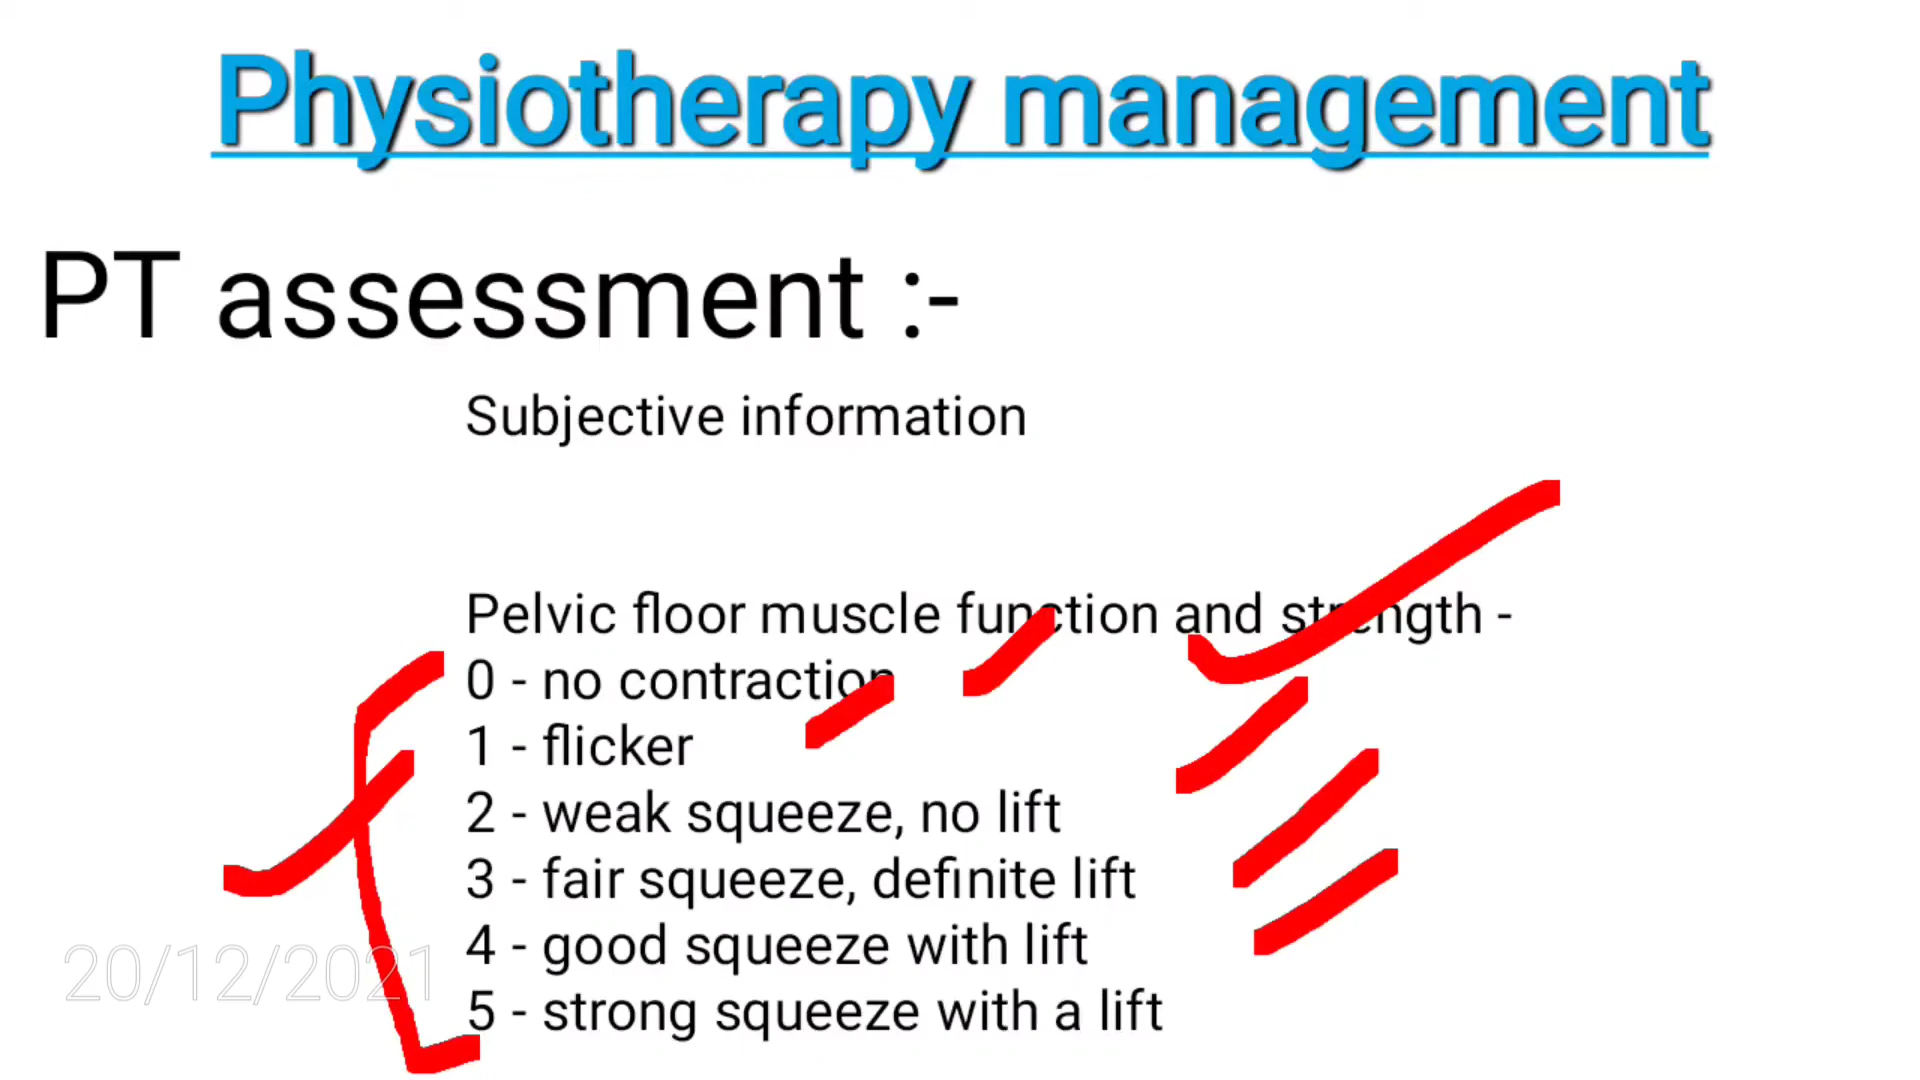 Physiotherapy management
PT assessment :-
Subjective information
Pelvic floor muscle function and strength -
0 - no contraction
1 - flicker
2 - weak squeeze, no lift
3 - fair squeeze, definite lift
4 - good squeeze with lift
5 - strong squeeze with a lift
20/12/2021